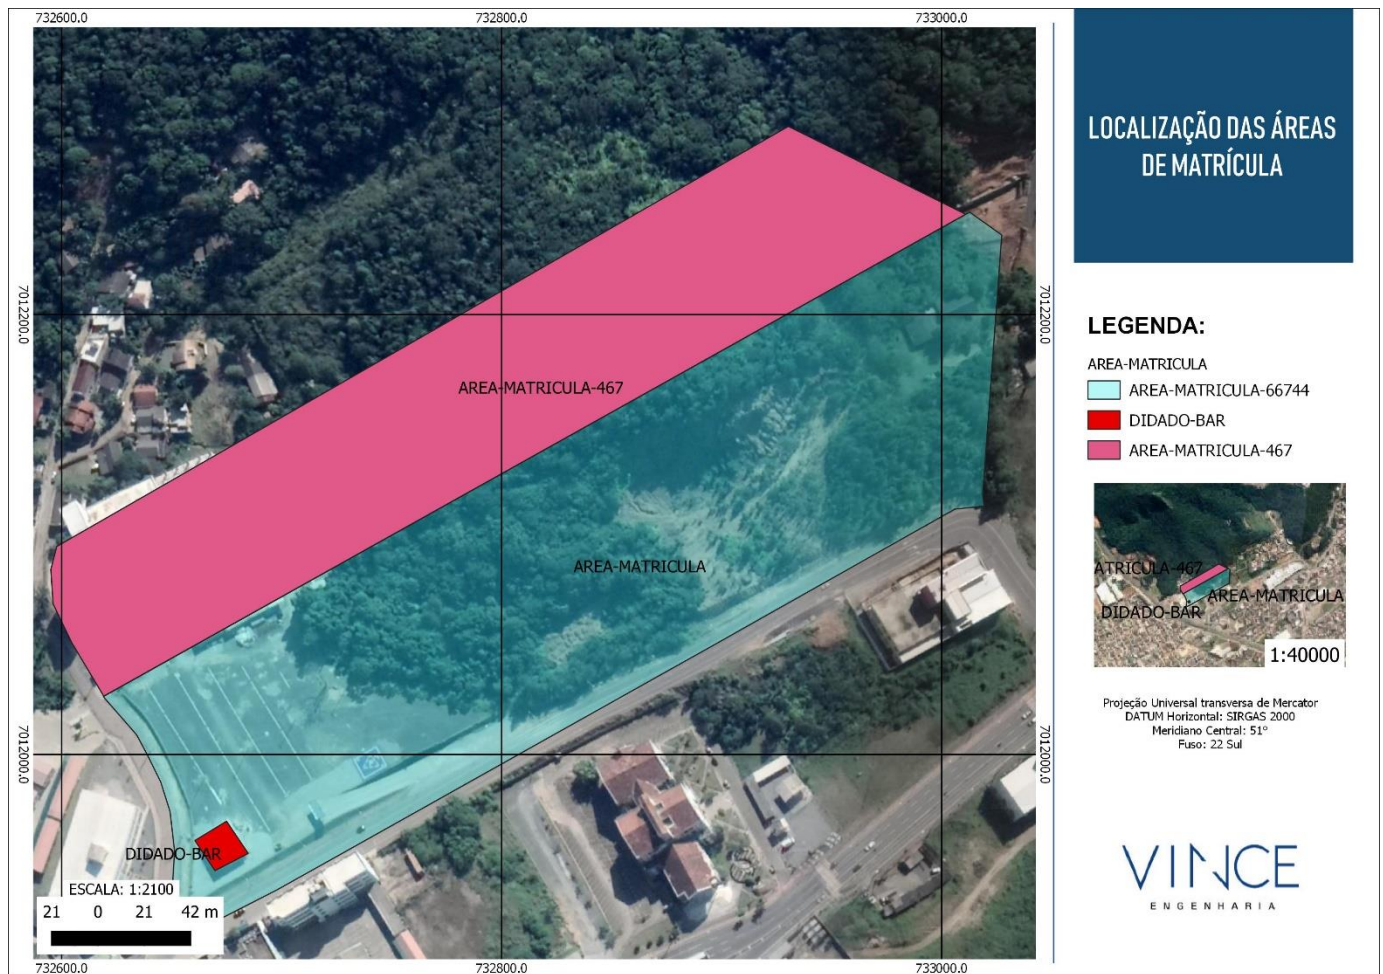 732600.0
732800.0
733000.0
7012200.0
7012200.0
7012000.0
7012000.0
AREA-MATRICULA-467
AREA-MATRICULA
DIDADO-BAR
ESCALA: 1:2100
21 0 21 42 m
732600.0
732800.0
733000.0
LOCALIZAÇÃO DAS ÁREAS
DE MATRÍCULA
LEGENDA:
AREA-MATRICULA
AREA-MATRICULA-66744
DIDADO-BAR
AREA-MATRICULA-467
ATRICULA-467
AREA-MATRICULA
DIDADO-BAR
1:40000
Projeção Universal transversa de Mercator
DATUM Horizontal: SIRGAS 2000
Meridiano Central: 51º
Fuso: 22 Sul
VINCE
ENGENHARIA